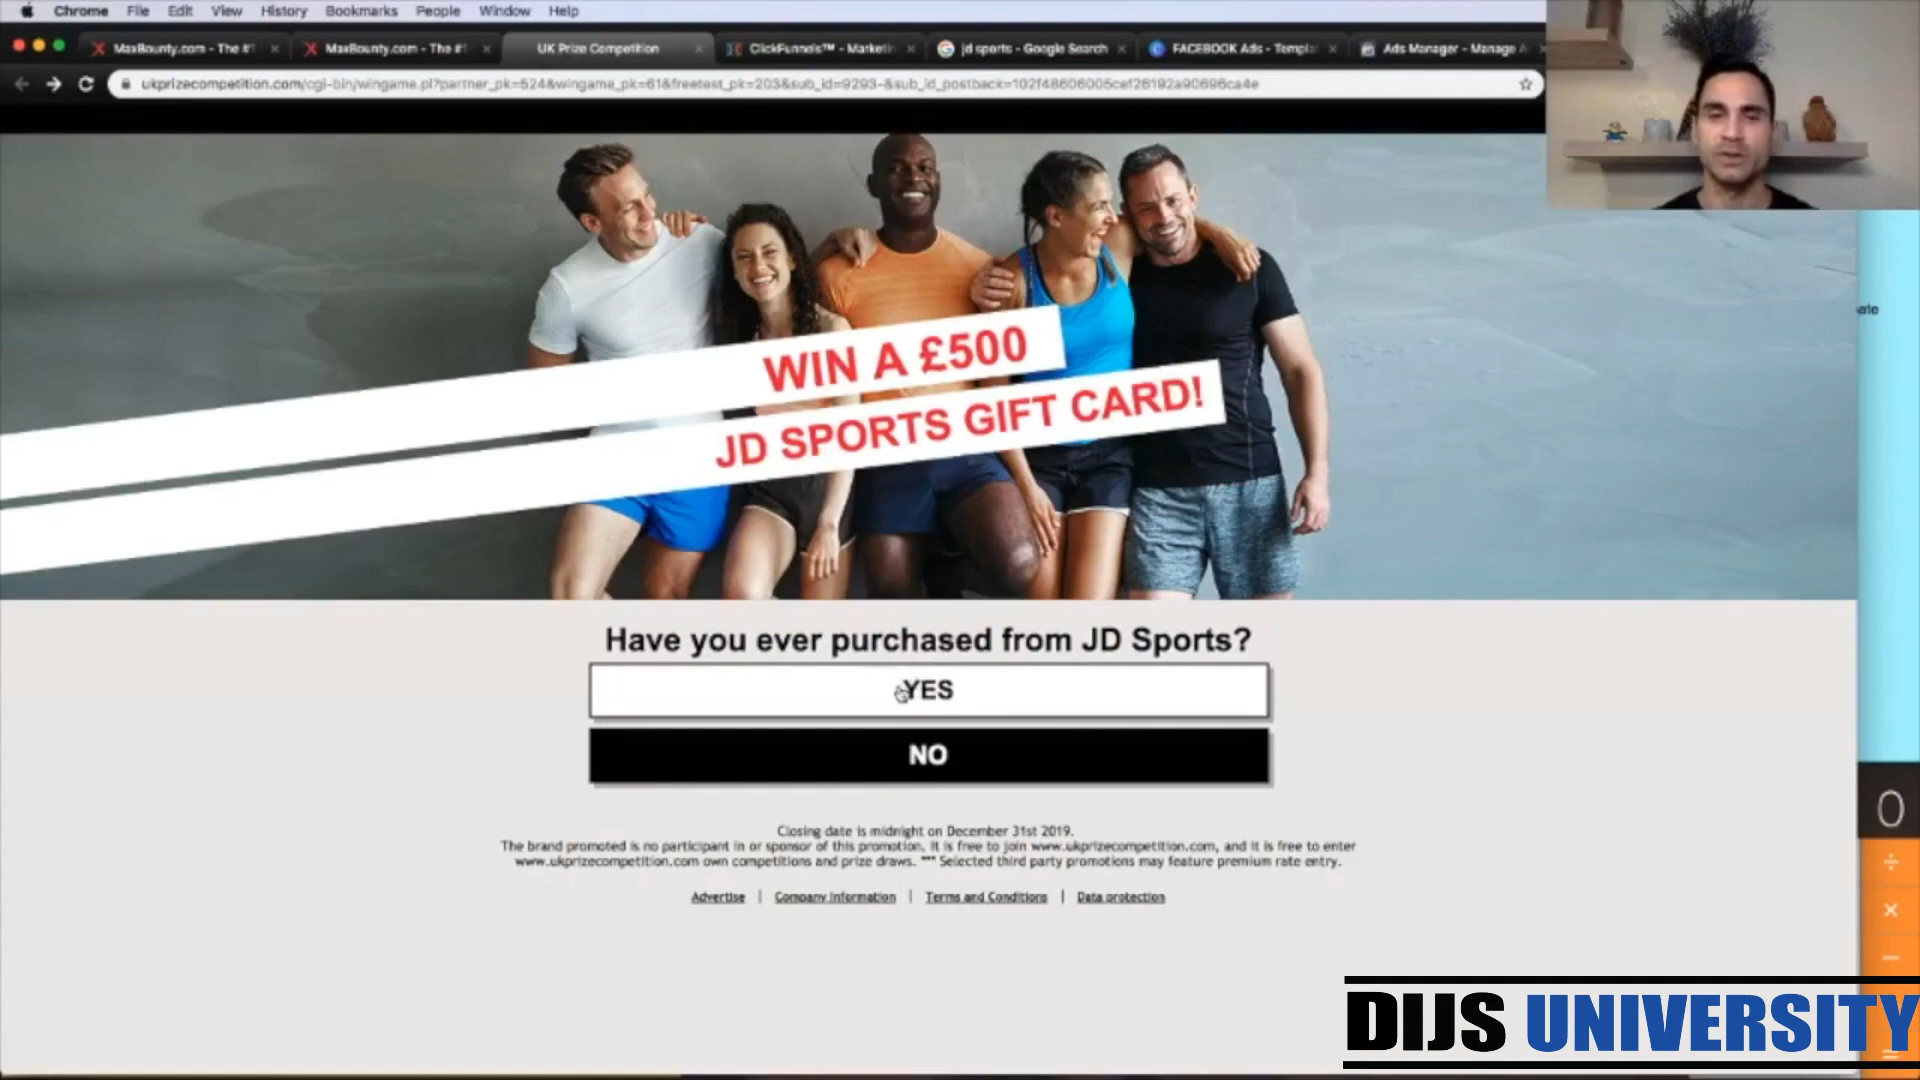 Chrome File Edit View History Bookmarks People Window Help
MaxBounty.com - The #1
MaxBounty.com - The #1
UK Prize Competition
ClickFunnels™ - Marketin
jd sports - Google Search
FACEBOOK Ads - Templa
Ads Manager - Manage A
ukprizecompetition.com/cgi-bin/wingame.pl?partner_pk=524&wingame_pk=61&freetest_pk=203&sub_id=9293-&sub_id_postback=102f48606005cef26192a90696ca4e
WIN A £500
JD SPORTS GIFT CARD!
Have you ever purchased from JD Sports?
YES
NO
Closing date is midnight on December 31st 2019.
The brand promoted is no participant in or sponsor of this promotion. It is free to join www.ukprizecompetition.com, and it is free to enter
www.ukprizecompetition.com own competitions and prize draws. *** Selected third party promotions may feature premium rate entry.
Advertise | Company Information | Terms and Conditions | Data protection
0
÷
×
−
DIJS UNIVERSITY